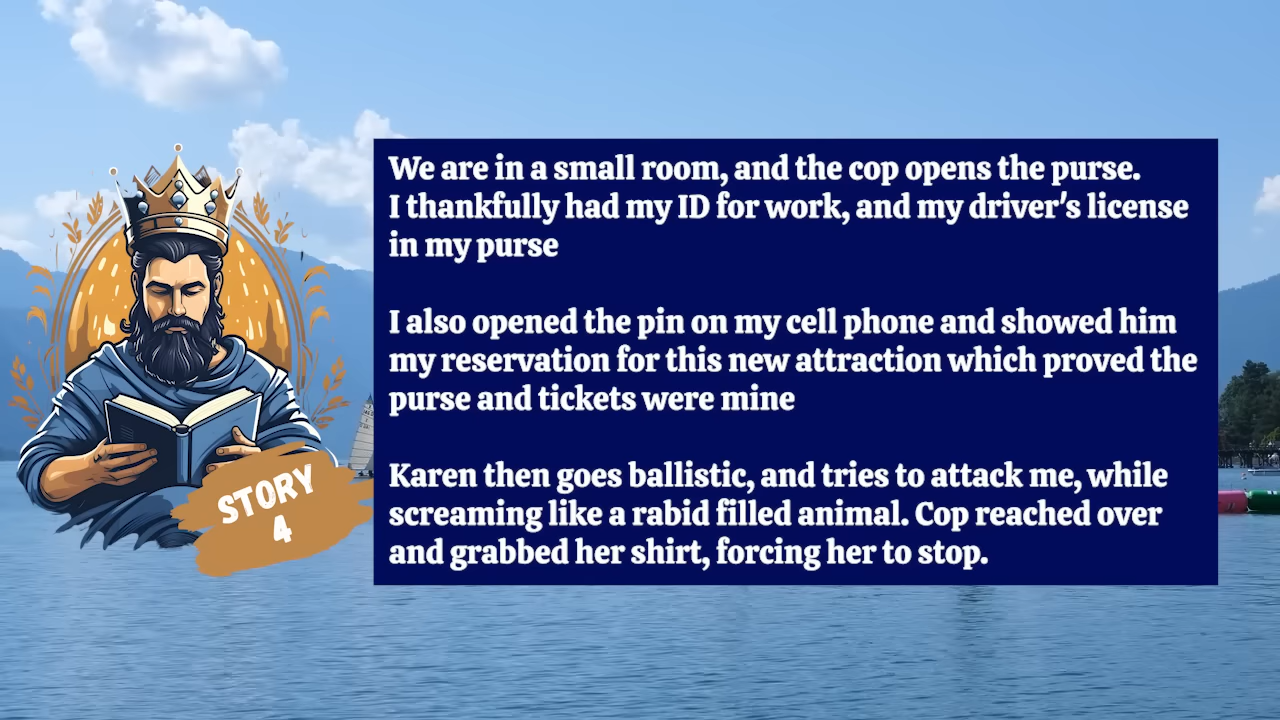 We are in a small room, and the cop opens the purse.
I thankfully had my ID for work, and my driver's license
in my purse
I also opened the pin on my cell phone and showed him
my reservation for this new attraction which proved the
purse and tickets were mine
Karen then goes ballistic, and tries to attack me, while
screaming like a rabid filled animal. Cop reached over
and grabbed her shirt, forcing her to stop.
STORY
4